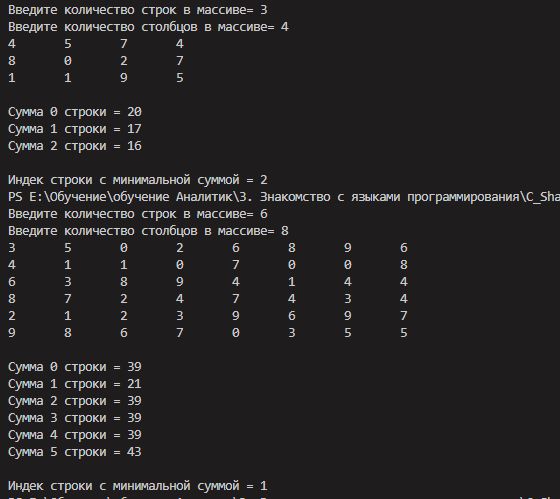 Введите количество строк в массиве= 3
Введите количество столбцов в массиве= 4
4 5 7 4
8 0 2 7
1 1 9 5
Сумма 0 строки = 20
Сумма 1 строки = 17
Сумма 2 строки = 16
Индек строки с минимальной суммой = 2
PS E:\Обучение\обучение Аналитик\3. Знакомство с языками программирования\C_Sha
Введите количество строк в массиве= 6
Введите количество столбцов в массиве= 8
3 5 0 2 6 8 9 6
4 1 1 0 7 0 0 8
6 3 8 9 4 1 4 4
8 7 2 4 7 4 3 4
2 1 2 3 9 6 9 7
9 8 6 7 0 3 5 5
Сумма 0 строки = 39
Сумма 1 строки = 21
Сумма 2 строки = 39
Сумма 3 строки = 39
Сумма 4 строки = 39
Сумма 5 строки = 43
Индек строки с минимальной суммой = 1